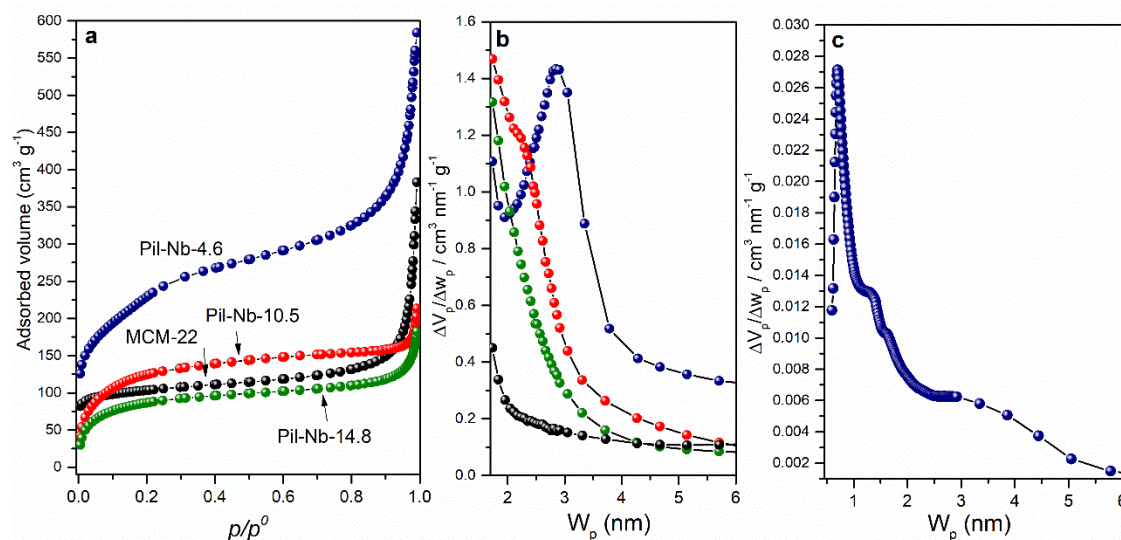 a
600
550
500
450
400
350
300
250
200
150
100
50
0
Adsorbed volume (cm³ g⁻¹)
Pil-Nb-4.6
Pil-Nb-10.5
MCM-22
Pil-Nb-14.8
0.0 0.2 0.4 0.6 0.8 1.0
p/p⁰
b
1.6
1.4
1.2
1.0
0.8
0.6
0.4
0.2
0.0
ΔVₚ/Δwₚ / cm³ nm⁻¹ g⁻¹
2 3 4 5 6
Wₚ (nm)
c
0.030
0.028
0.026
0.024
0.022
0.020
0.018
0.016
0.014
0.012
0.010
0.008
0.006
0.004
0.002
ΔVₚ/Δwₚ / cm³ nm⁻¹ g⁻¹
1 2 3 4 5 6
Wₚ (nm)